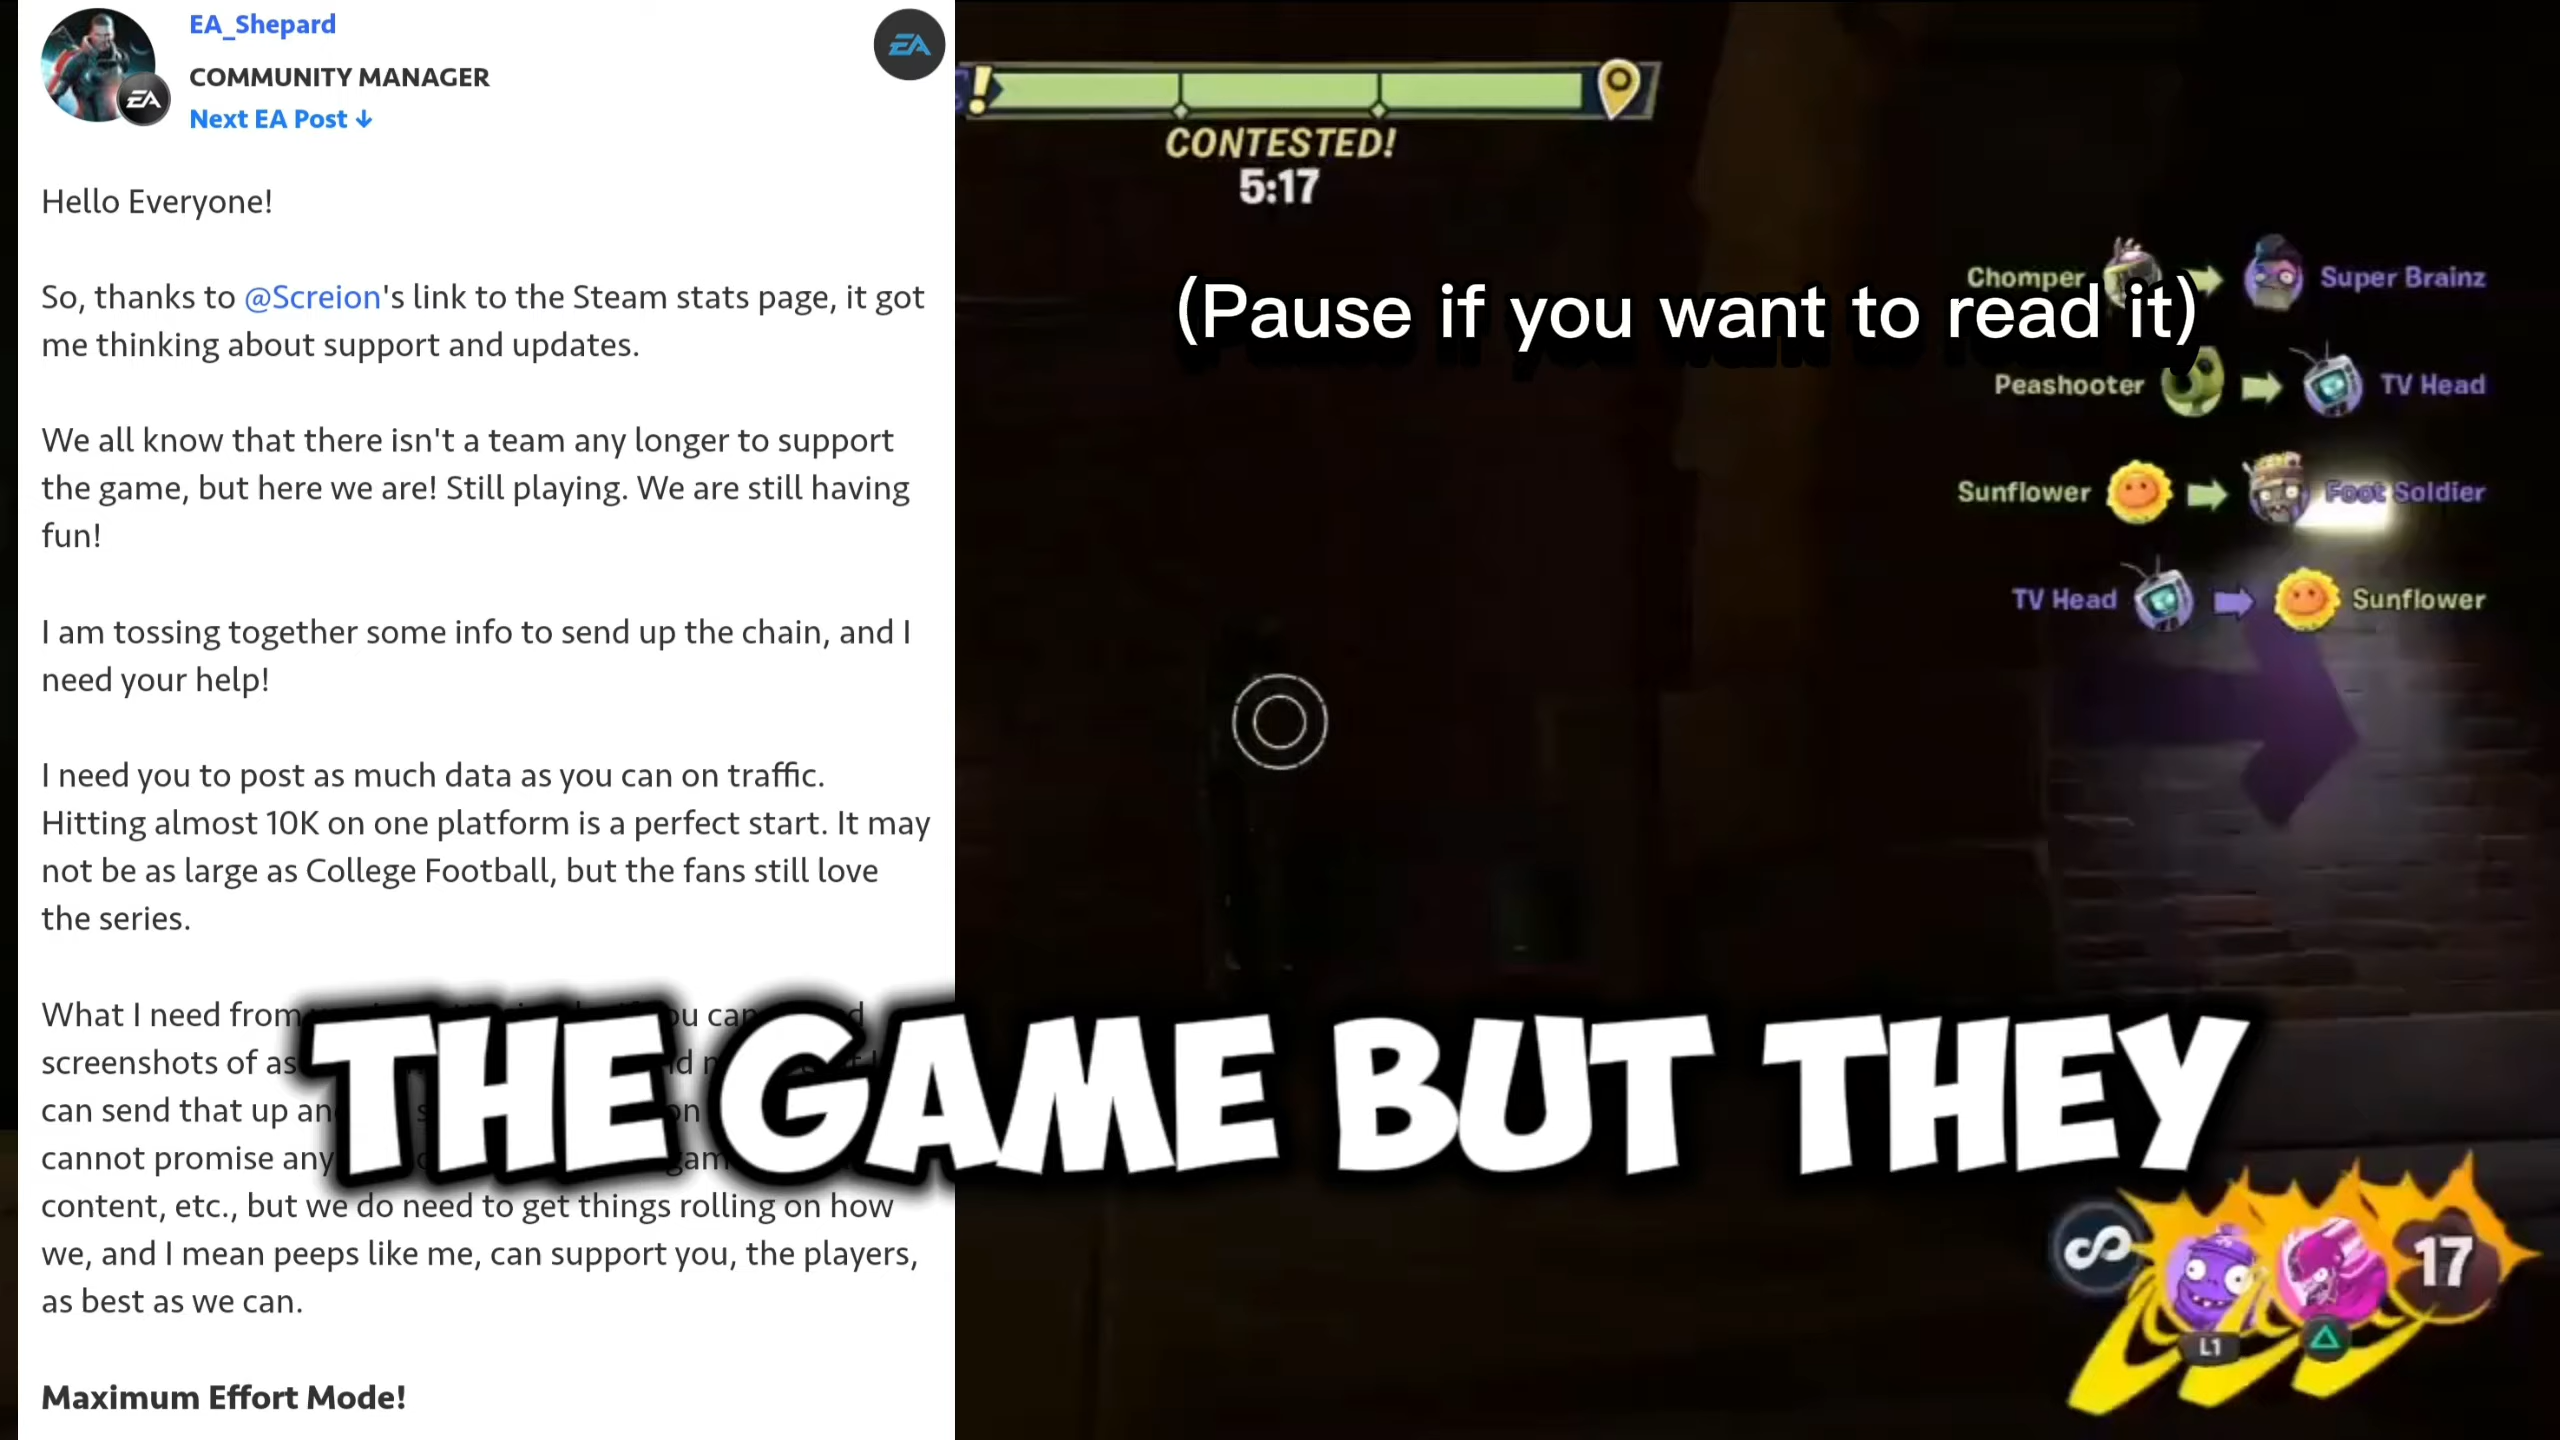 EA_Shepard
COMMUNITY MANAGER
Next EA Post ↓
EA
EA
Hello Everyone!
So, thanks to @Screion's link to the Steam stats page, it got
me thinking about support and updates.
We all know that there isn't a team any longer to support
the game, but here we are! Still playing. We are still having
fun!
I am tossing together some info to send up the chain, and I
need your help!
I need you to post as much data as you can on traffic.
Hitting almost 10K on one platform is a perfect start. It may
not be as large as College Football, but the fans still love
the series.
What I need from
screenshots of as
can send that up
cannot promise any
content, etc., but we do need to get things rolling on how
we, and I mean peeps like me, can support you, the players,
as best as we can.
Maximum Effort Mode!
!
CONTESTED!
5:17
(Pause if you want to read it)
Chomper Super Brainz
Peashooter TV Head
Sunflower Foot Soldier
TV Head Sunflower
THE GAME BUT THEY
17
L1